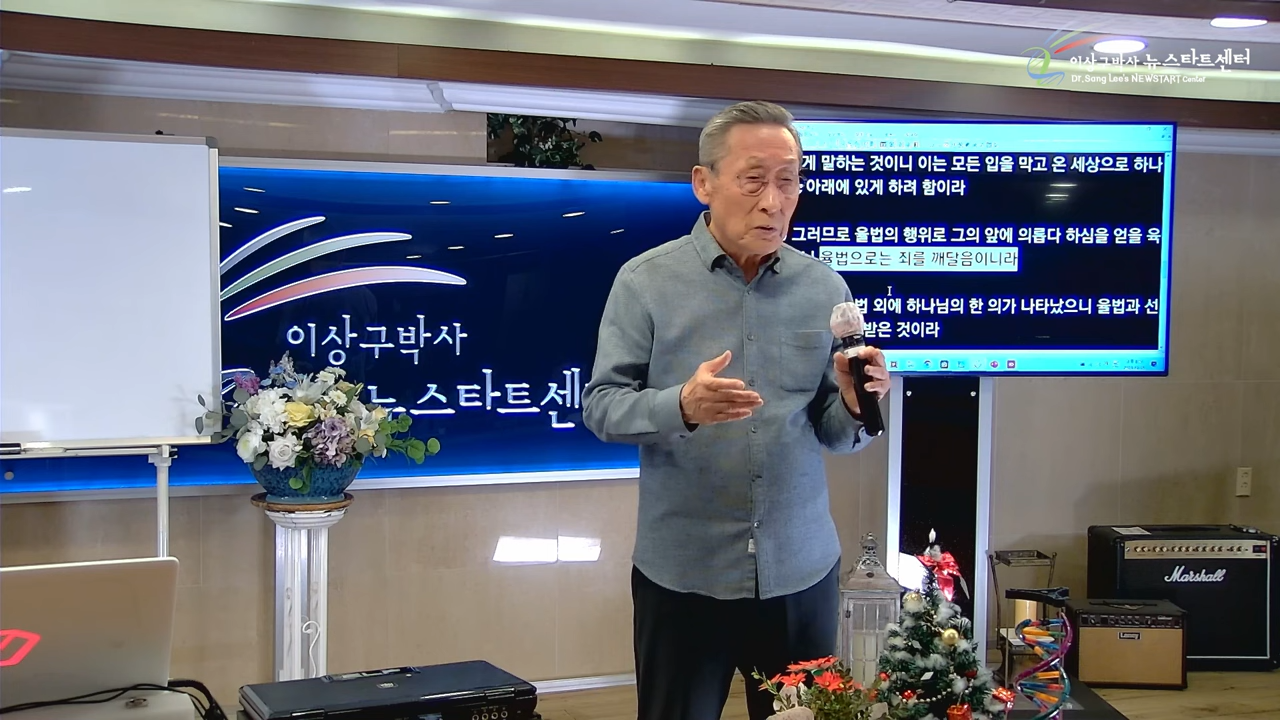 이상구박사 뉴스타트센터
Dr.Sang Lee's NEWSTART Center
게 말하는 것이니 이는 모든 입을 막고 온 세상으로 하나
아래에 있게 하려 함이라
그러므로 율법의 행위로 그의 앞에 의롭다 하심을 얻을 육
율법으로는 죄를 깨달음이니라
외에 하나님의 한 의가 나타났으니 율법과 선
받은 것이라
이상구박사
뉴스타트센
Marshall
Laney